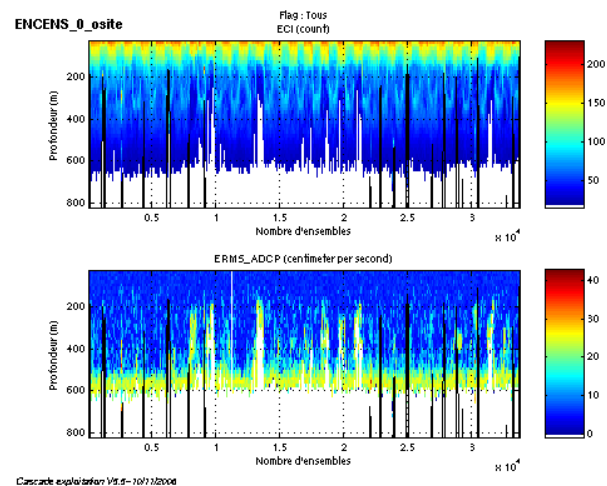 ENCENS_0_osite
Flag : Tous
ECI (count)
Profondeur (m)
200
400
600
800
0.5 1 1.5 2 2.5 3
Nombre d'ensembles
x 10^4
200
150
100
50
ERMS_ADCP (centimeter per second)
Profondeur (m)
200
400
600
800
0.5 1 1.5 2 2.5 3
Nombre d'ensembles
x 10^4
40
30
20
10
0
Cascade exploitation V5.5-10/11/2006